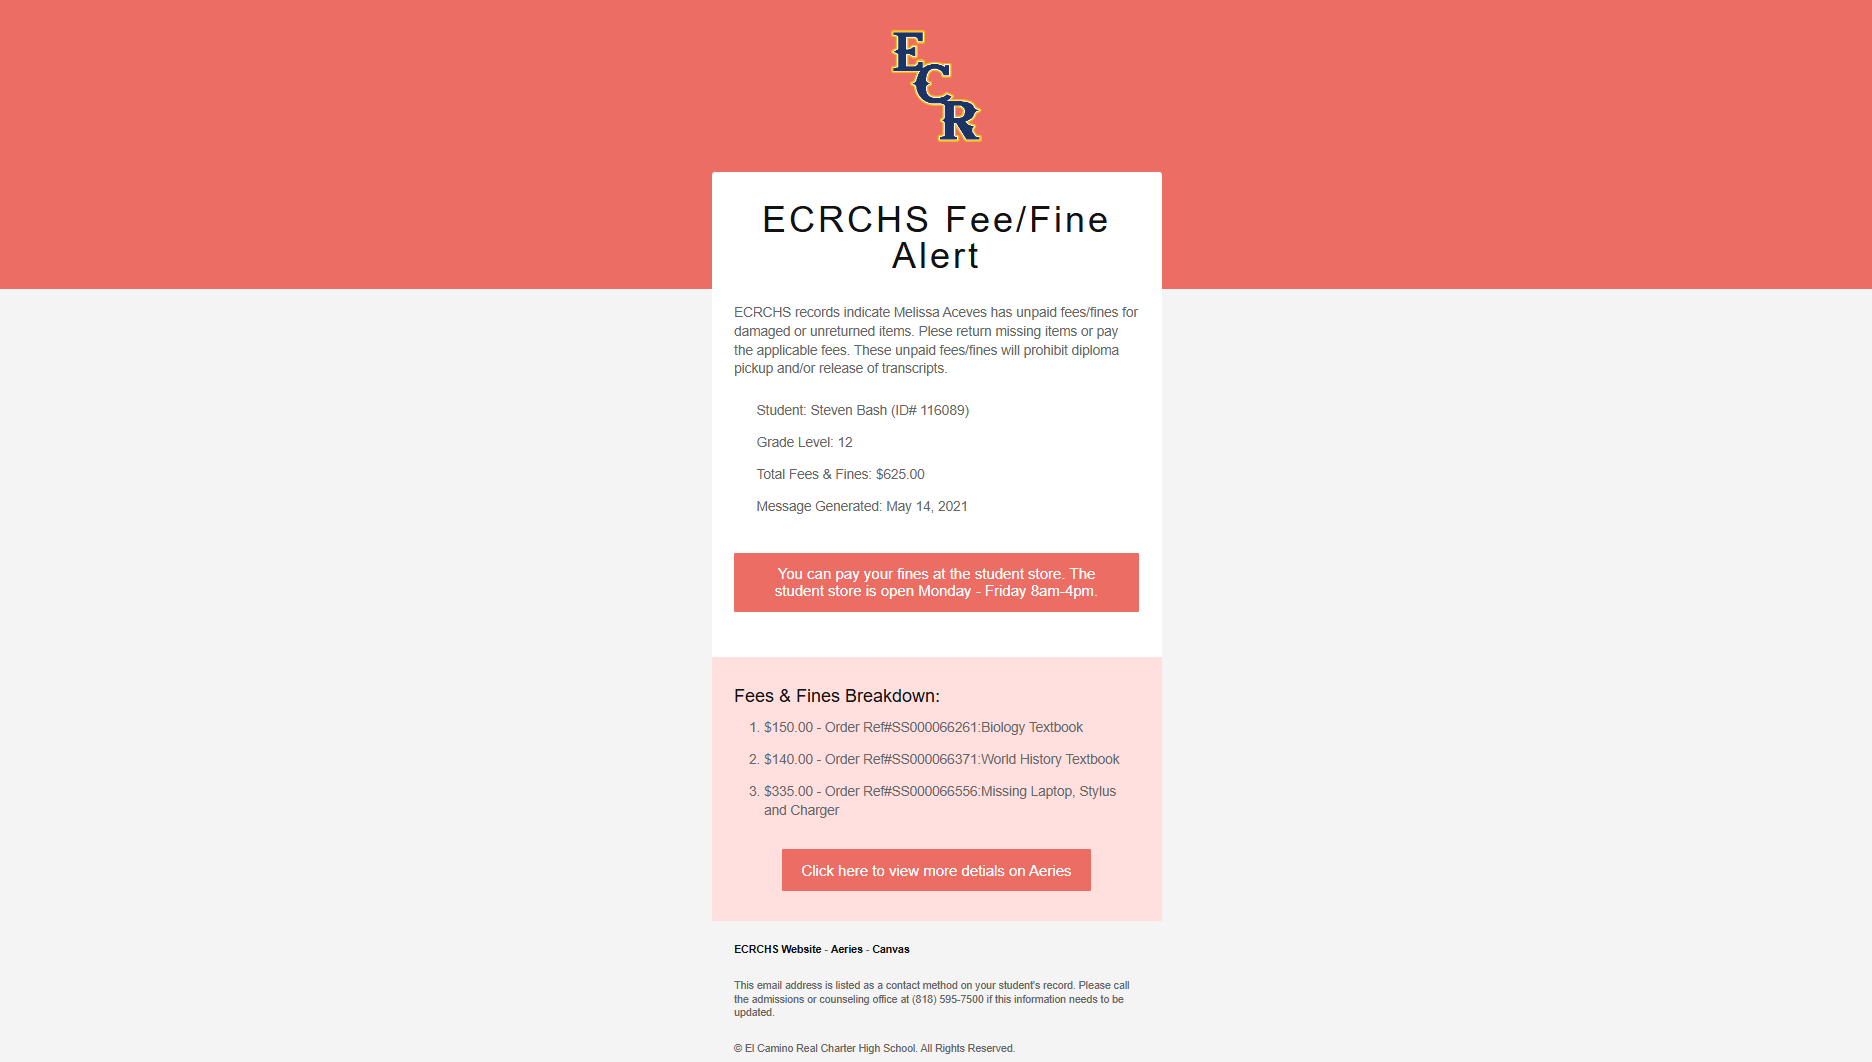 ECR
ECRCHS Fee/Fine
Alert
ECRCHS records indicate Melissa Aceves has unpaid fees/fines for
damaged or unreturned items. Plese return missing items or pay
the applicable fees. These unpaid fees/fines will prohibit diploma
pickup and/or release of transcripts.
Student: Steven Bash (ID# 116089)
Grade Level: 12
Total Fees & Fines: $625.00
Message Generated: May 14, 2021
You can pay your fines at the student store. The
student store is open Monday - Friday 8am-4pm.
Fees & Fines Breakdown:
1. $150.00 - Order Ref#SS000066261:Biology Textbook
2. $140.00 - Order Ref#SS000066371:World History Textbook
3. $335.00 - Order Ref#SS000066556:Missing Laptop, Stylus
and Charger
Click here to view more detials on Aeries
ECRCHS Website - Aeries - Canvas
This email address is listed as a contact method on your student's record. Please call
the admissions or counseling office at (818) 595-7500 if this information needs to be
updated.
© El Camino Real Charter High School. All Rights Reserved.